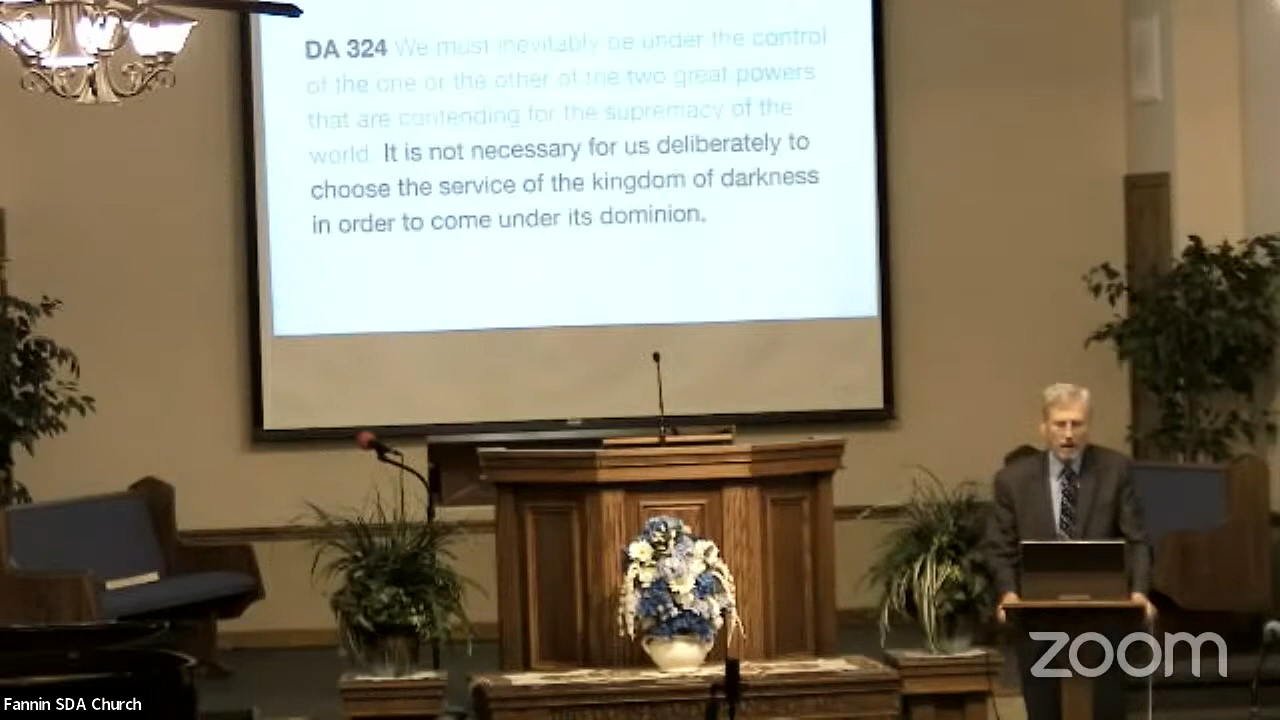 DA 324 We must inevitably be under the control
of the one or the other of the two great powers
that are contending for the supremacy of the
world. It is not necessary for us deliberately to
choose the service of the kingdom of darkness
in order to come under its dominion.
zoom
Fannin SDA Church